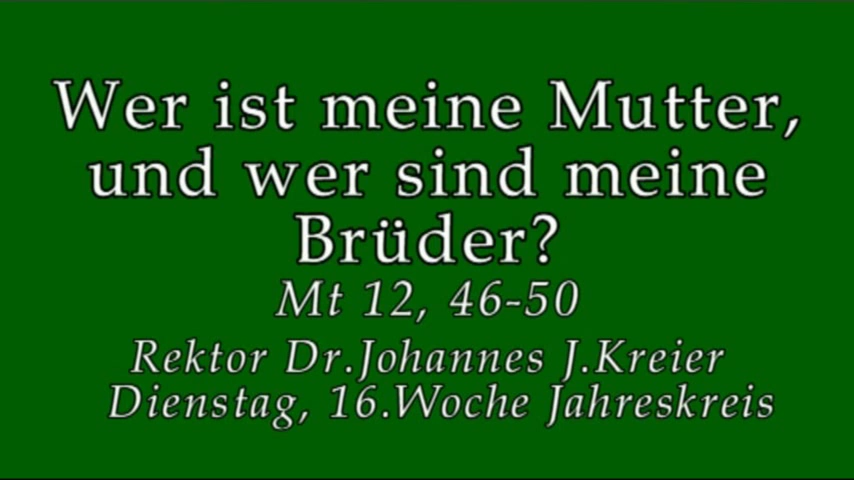 Wer ist meine Mutter,
und wer sind meine
Brüder?
Mt 12, 46-50
Rektor Dr.Johannes J.Kreier
Dienstag, 16.Woche Jahreskreis